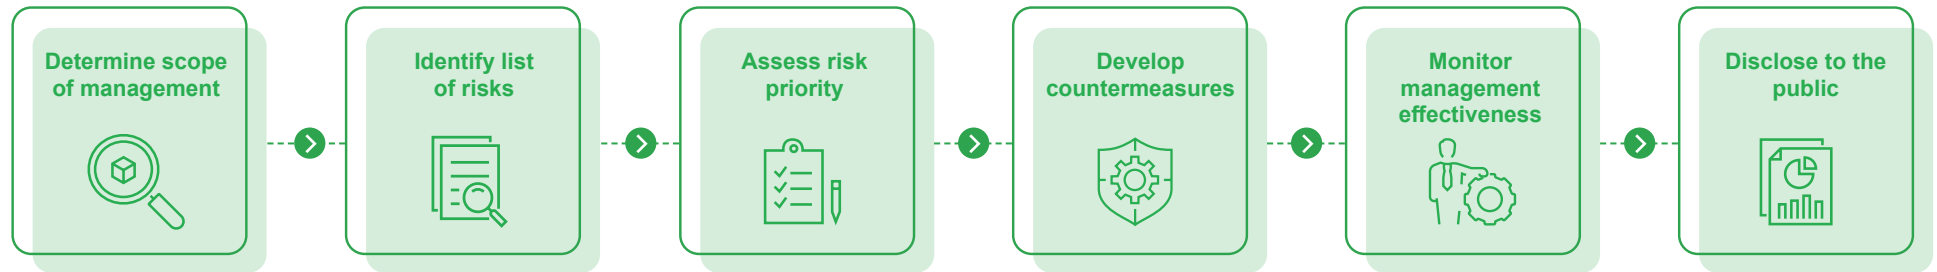 Determine scope
of management
Identify list
of risks
Assess risk
priority
Develop
countermeasures
Monitor
management
effectiveness
Disclose to the
public